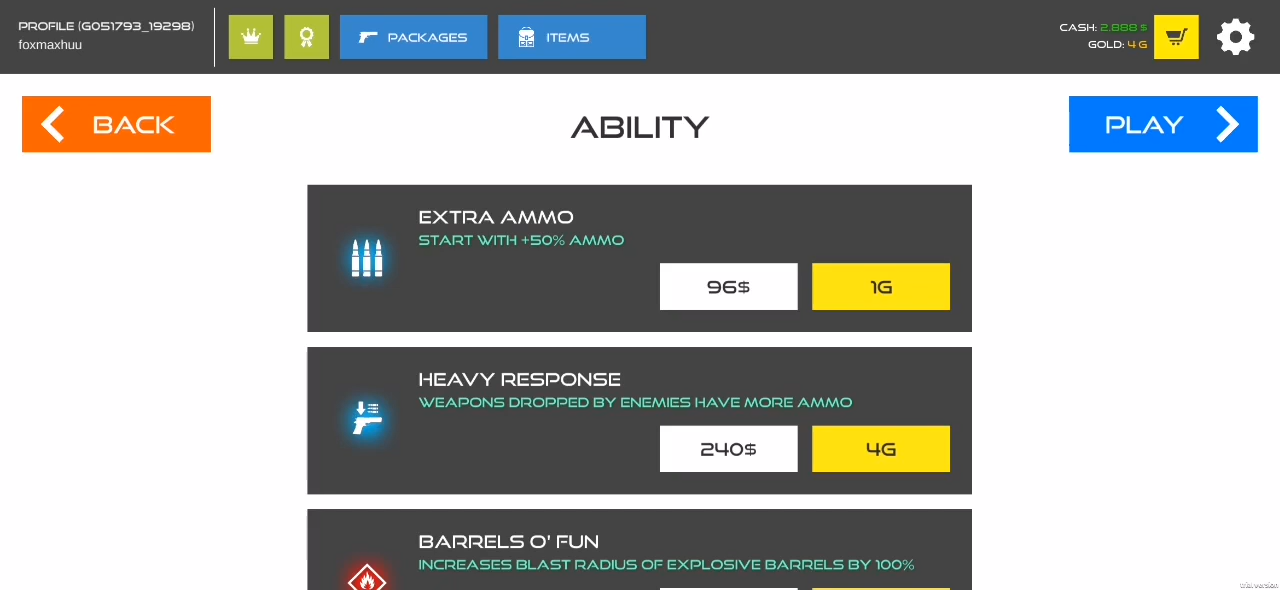 PROFILE (G051793_19298)
foxmaxhuu
PACKAGES
ITEMS
CASH: 2.888 $
GOLD: 4 G
BACK
ABILITY
PLAY
EXTRA AMMO
START WITH +50% AMMO
96$
1G
HEAVY RESPONSE
WEAPONS DROPPED BY ENEMIES HAVE MORE AMMO
240$
4G
BARRELS O' FUN
INCREASES BLAST RADIUS OF EXPLOSIVE BARRELS BY 100%
Trial Version